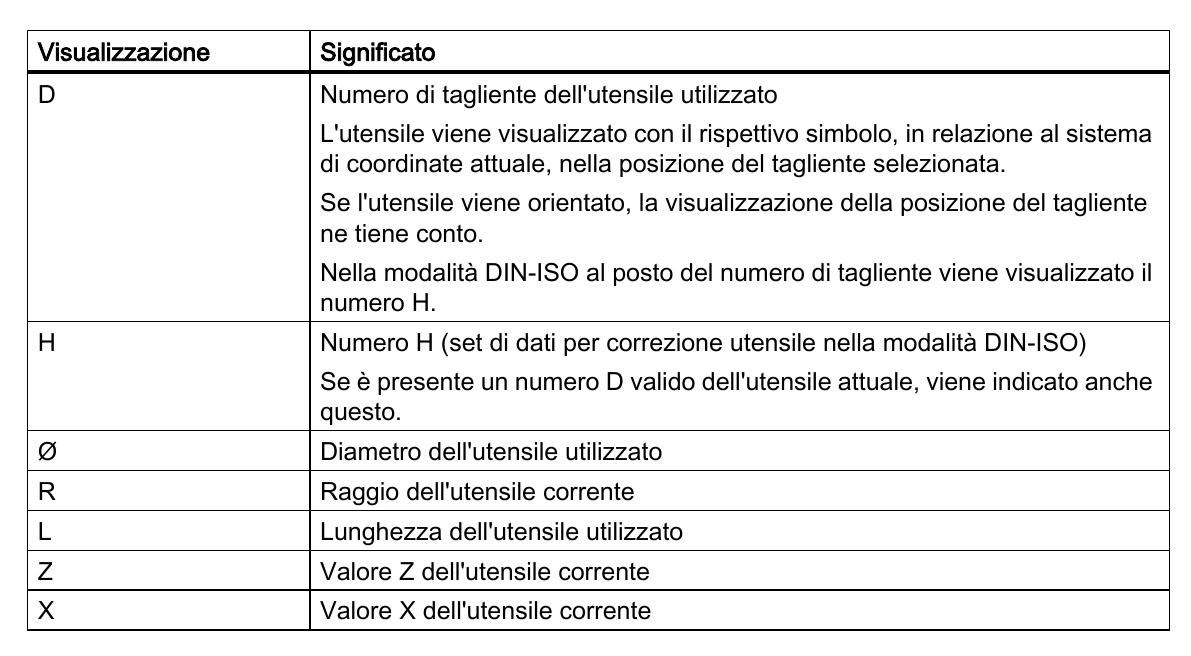 Visualizzazione Significato
D Numero di tagliente dell'utensile utilizzato
L'utensile viene visualizzato con il rispettivo simbolo, in relazione al sistema
di coordinate attuale, nella posizione del tagliente selezionata.
Se l'utensile viene orientato, la visualizzazione della posizione del tagliente
ne tiene conto.
Nella modalità DIN-ISO al posto del numero di tagliente viene visualizzato il
numero H.
H Numero H (set di dati per correzione utensile nella modalità DIN-ISO)
Se è presente un numero D valido dell'utensile attuale, viene indicato anche
questo.
Ø Diametro dell'utensile utilizzato
R Raggio dell'utensile corrente
L Lunghezza dell'utensile utilizzato
Z Valore Z dell'utensile corrente
X Valore X dell'utensile corrente